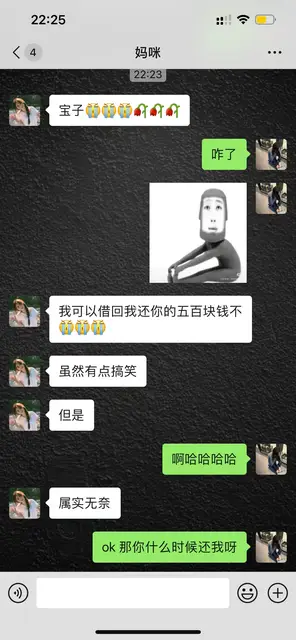 22:25
4
妈咪
22:23
宝子😭😭😭🥀🥀🥀
咋了
我可以借回我还你的五百块钱不
😭😭😭
虽然有点搞笑
但是
啊哈哈哈哈
属实无奈
ok 那你什么时候还我呀